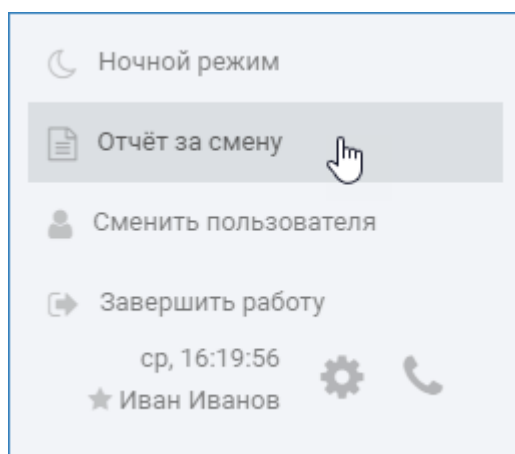 Ночной режим
Отчёт за смену
Сменить пользователя
Завершить работу
ср, 16:19:56
Иван Иванов